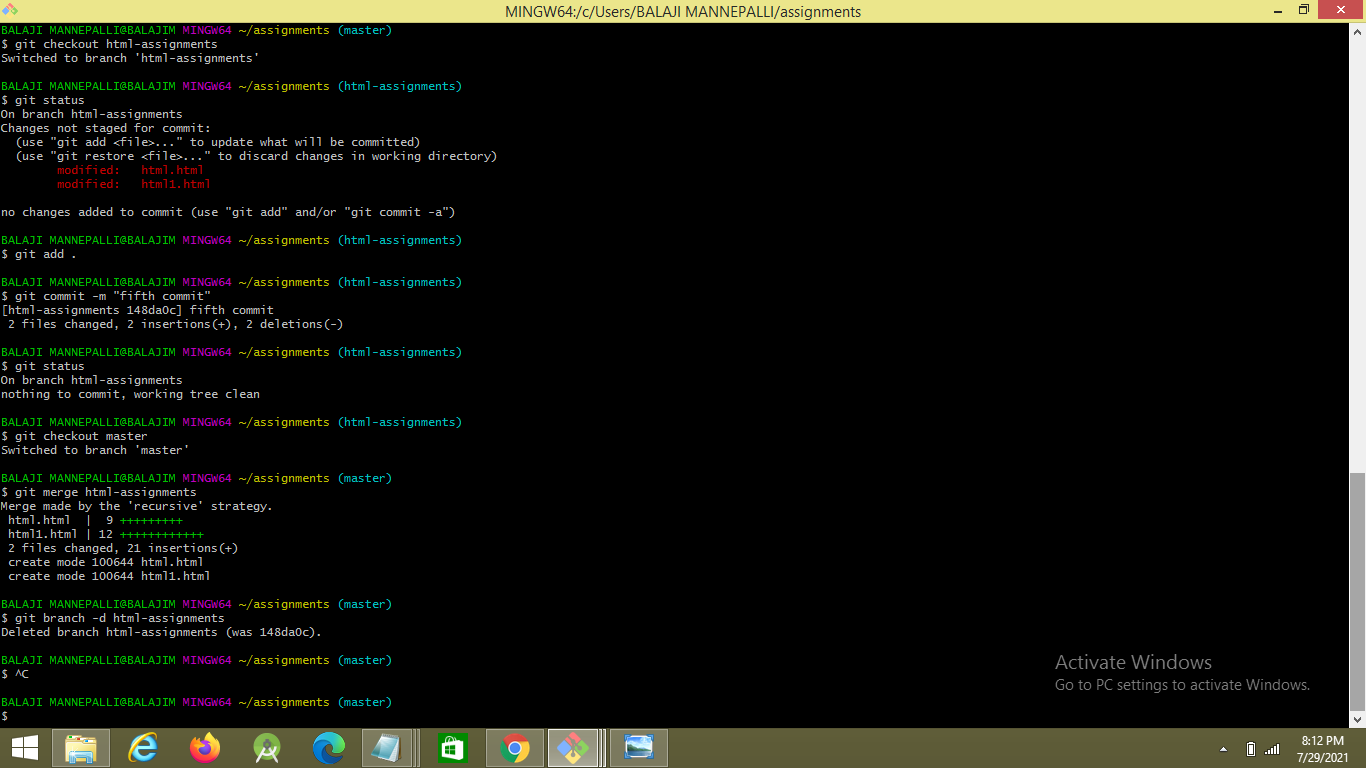 MINGW64:/c/Users/BALAJI MANNEPALLI/assignments
BALAJI MANNEPALLI@BALAJIM MINGW64 ~/assignments (master)
$ git checkout html-assignments
Switched to branch 'html-assignments'
BALAJI MANNEPALLI@BALAJIM MINGW64 ~/assignments (html-assignments)
$ git status
On branch html-assignments
Changes not staged for commit:
  (use "git add <file>..." to update what will be committed)
  (use "git restore <file>..." to discard changes in working directory)
        modified:   html.html
        modified:   html1.html
no changes added to commit (use "git add" and/or "git commit -a")
BALAJI MANNEPALLI@BALAJIM MINGW64 ~/assignments (html-assignments)
$ git add .
BALAJI MANNEPALLI@BALAJIM MINGW64 ~/assignments (html-assignments)
$ git commit -m "fifth commit"
[html-assignments 148da0c] fifth commit
 2 files changed, 2 insertions(+), 2 deletions(-)
BALAJI MANNEPALLI@BALAJIM MINGW64 ~/assignments (html-assignments)
$ git status
On branch html-assignments
nothing to commit, working tree clean
BALAJI MANNEPALLI@BALAJIM MINGW64 ~/assignments (html-assignments)
$ git checkout master
Switched to branch 'master'
BALAJI MANNEPALLI@BALAJIM MINGW64 ~/assignments (master)
$ git merge html-assignments
Merge made by the 'recursive' strategy.
 html.html  |  9 +++++++++
 html1.html | 12 ++++++++++++
 2 files changed, 21 insertions(+)
 create mode 100644 html.html
 create mode 100644 html1.html
BALAJI MANNEPALLI@BALAJIM MINGW64 ~/assignments (master)
$ git branch -d html-assignments
Deleted branch html-assignments (was 148da0c).
BALAJI MANNEPALLI@BALAJIM MINGW64 ~/assignments (master)
$ ^C
BALAJI MANNEPALLI@BALAJIM MINGW64 ~/assignments (master)
$
Activate Windows
Go to PC settings to activate Windows.
8:12 PM
7/29/2021